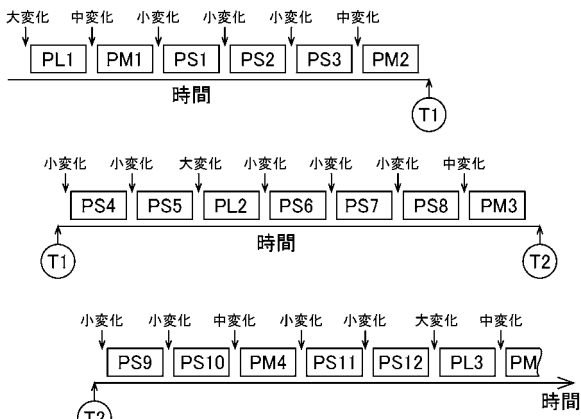 大変化 中変化 小変化 小変化 小変化 中変化
PL1 PM1 PS1 PS2 PS3 PM2
時間
T1
小変化 小変化 大変化 小変化 小変化 小変化 中変化
PS4 PS5 PL2 PS6 PS7 PS8 PM3
時間
T1 T2
小変化 小変化 中変化 小変化 小変化 大変化 中変化
PS9 PS10 PM4 PS11 PS12 PL3 PM
時間
T2